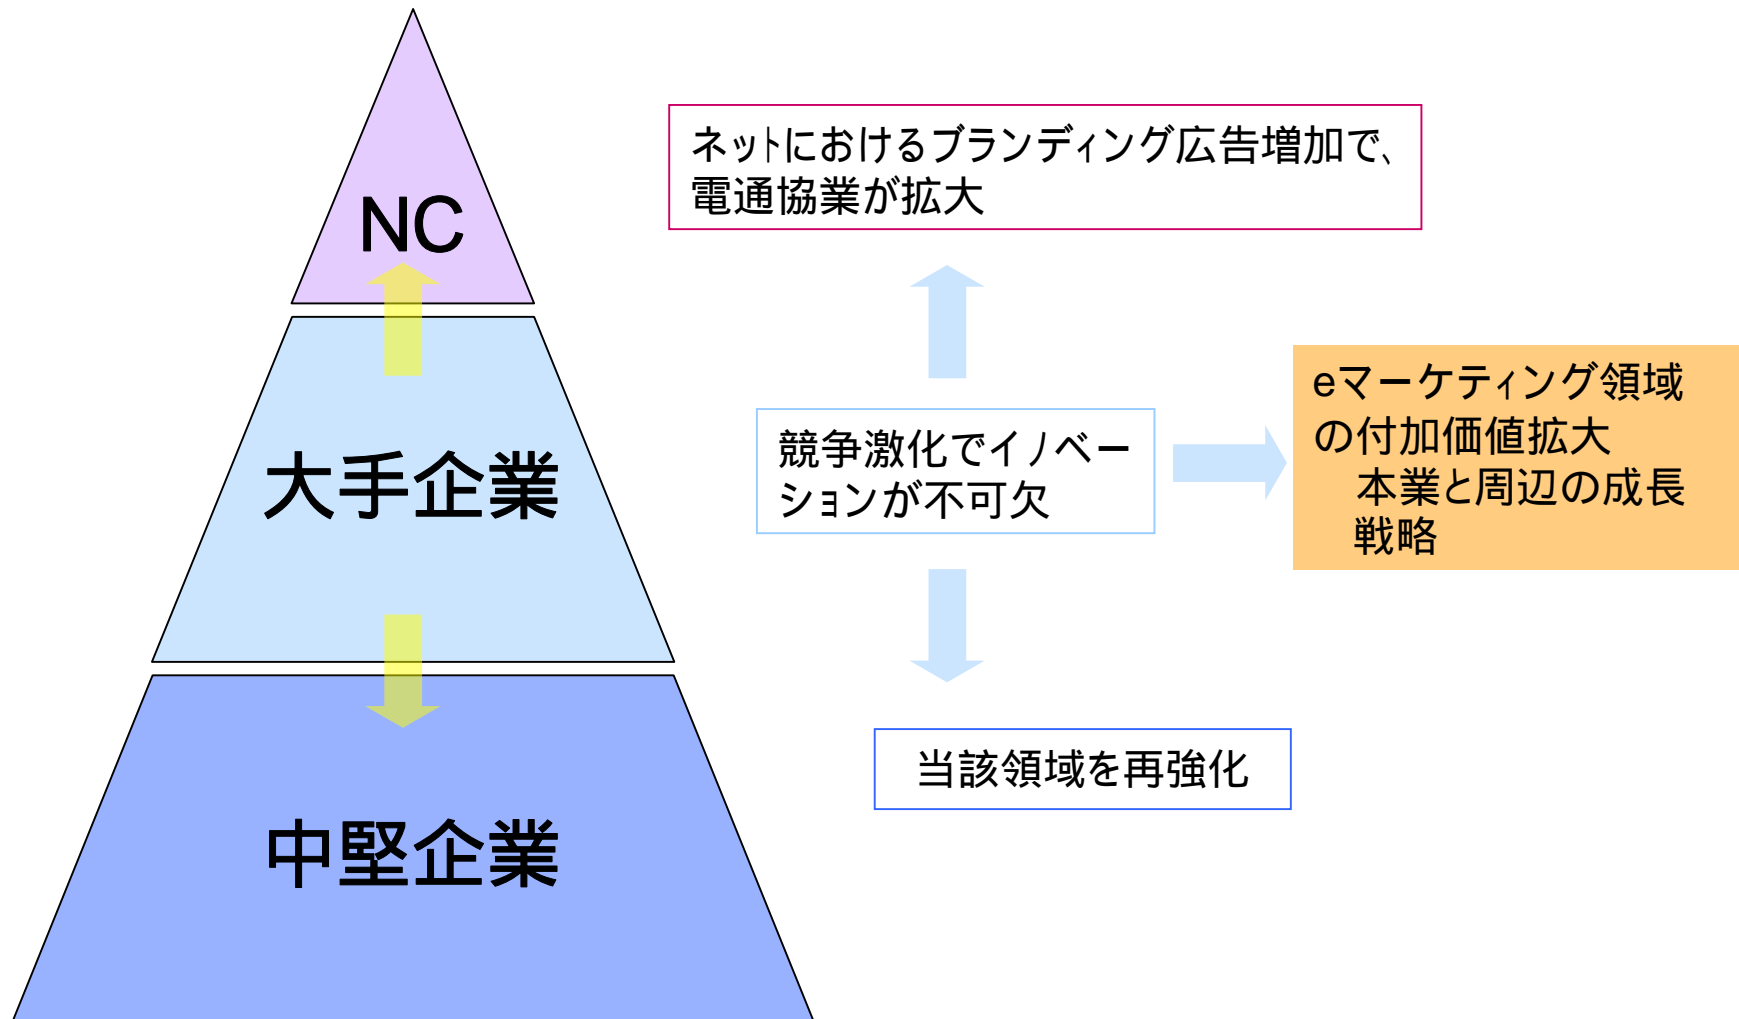 NC
ネットにおけるブランディング広告増加で、
電通協業が拡大
eマーケティング領域
の付加価値拡大
本業と周辺の成長
戦略
競争激化でイノベー
ションが不可欠
大手企業
当該領域を再強化
中堅企業